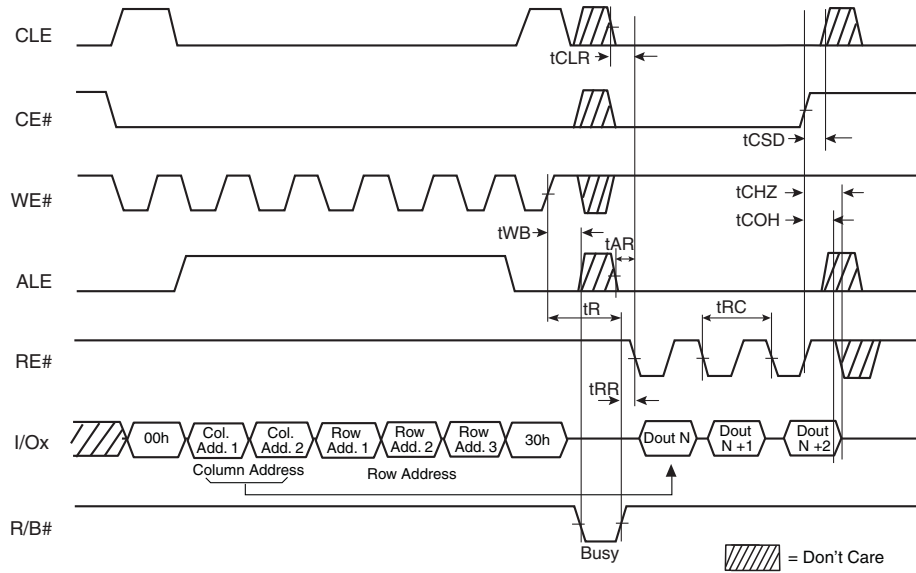 CLE
tCLR
CE#
tCSD
WE#
tCHZ
tCOH
tWB
tAR
ALE
tR
tRC
RE#
tRR
I/Ox
00h
Col. Add. 1
Col. Add. 2
Row Add. 1
Row Add. 2
Row Add. 3
30h
Dout N
Dout N +1
Dout N +2
Column Address
Row Address
R/B#
Busy
= Don't Care